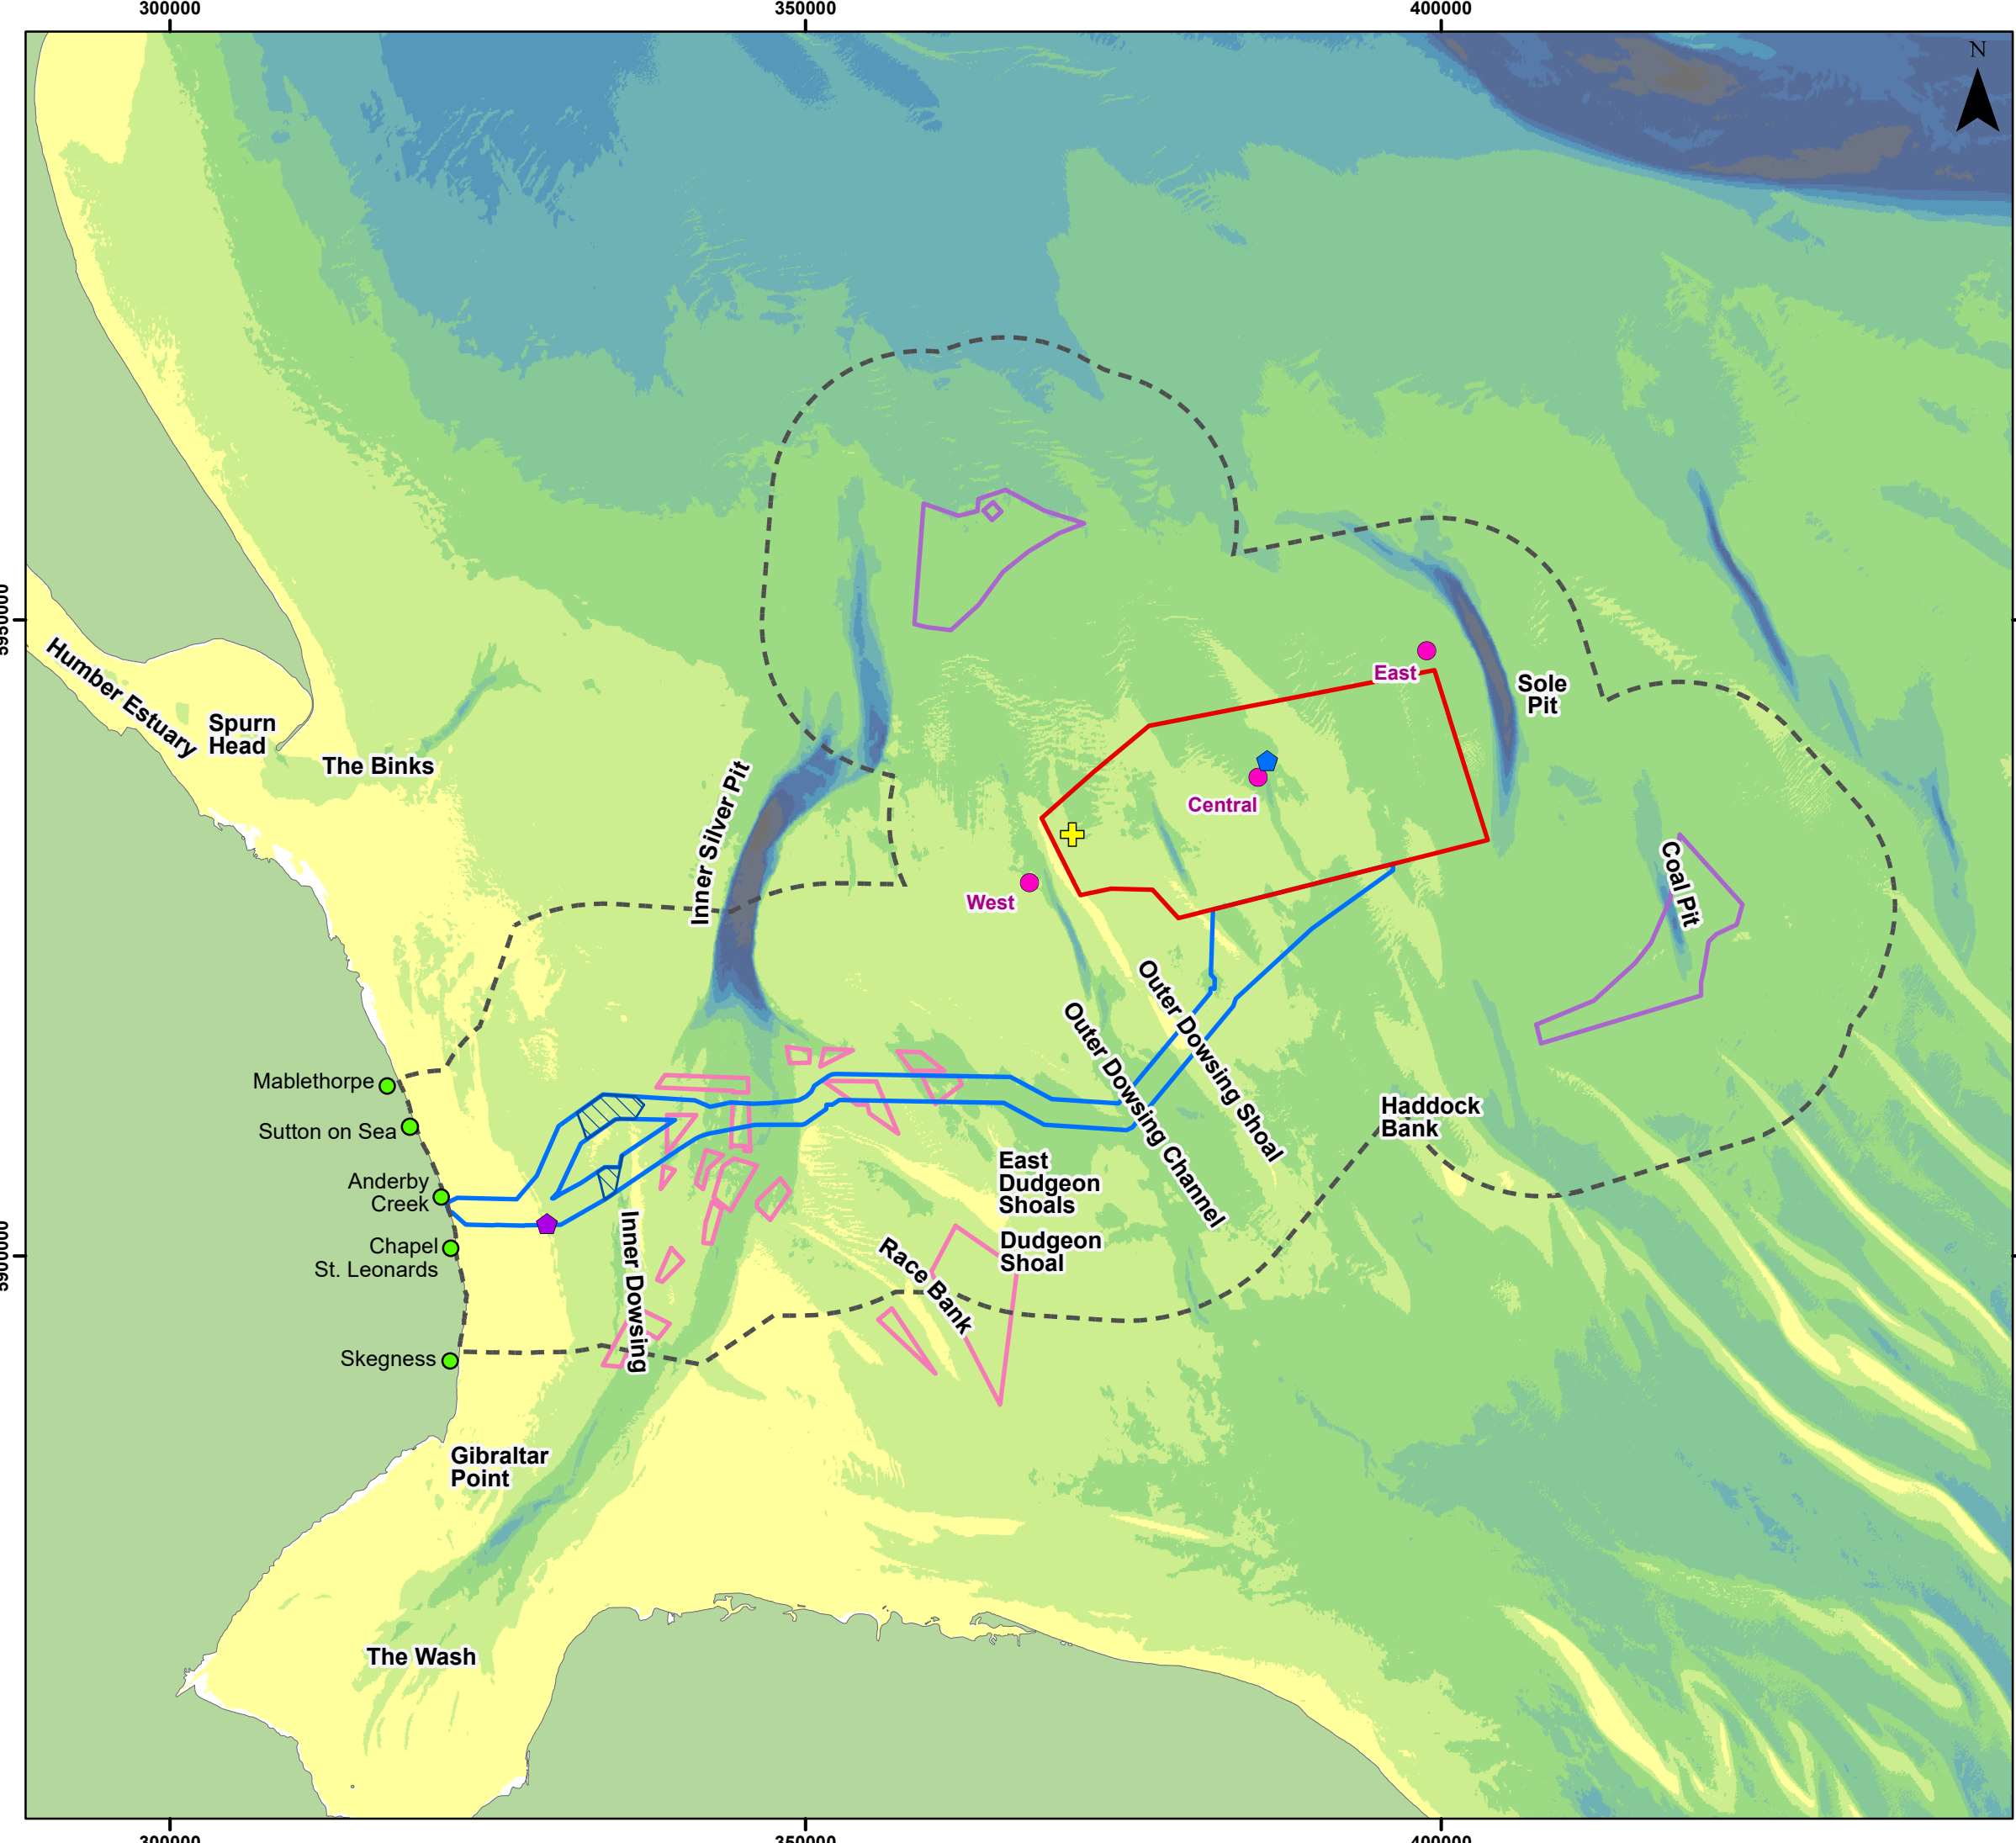 300000 350000 400000
N
Humber Estuary
Spurn
Head
The Binks
Inner Silver Pit
East
Sole
Pit
Central
West
Coal Pit
Outer Dowsing Shoal
Outer Dowsing Channel
Mablethorpe
Sutton on Sea
Anderby
Creek
Chapel
St. Leonards
Skegness
Haddock
Bank
East
Dudgeon
Shoals
Dudgeon
Shoal
Race Bank
Inner Dowsing
Gibraltar
Point
The Wash
300000 350000 400000